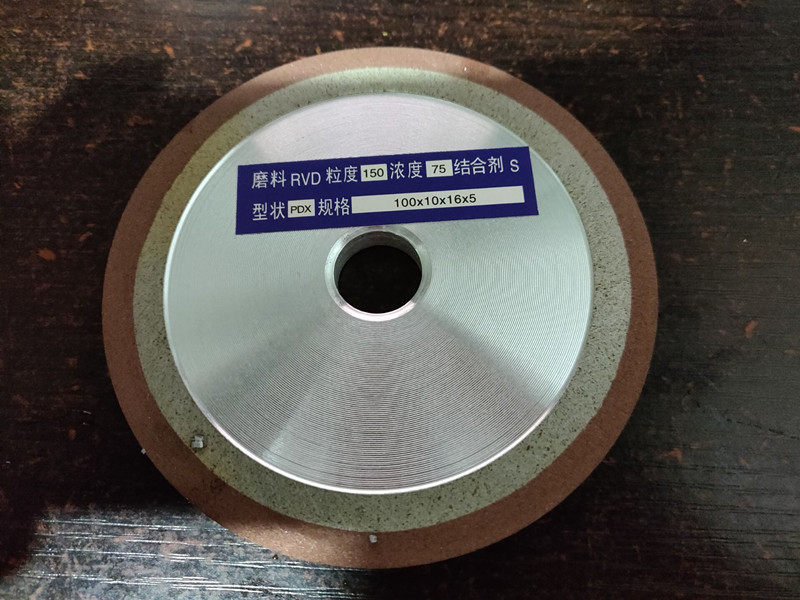 磨料 RVD 粒度 150 浓度 75 结合剂 S
型状 PDX 规格 100x10x16x5